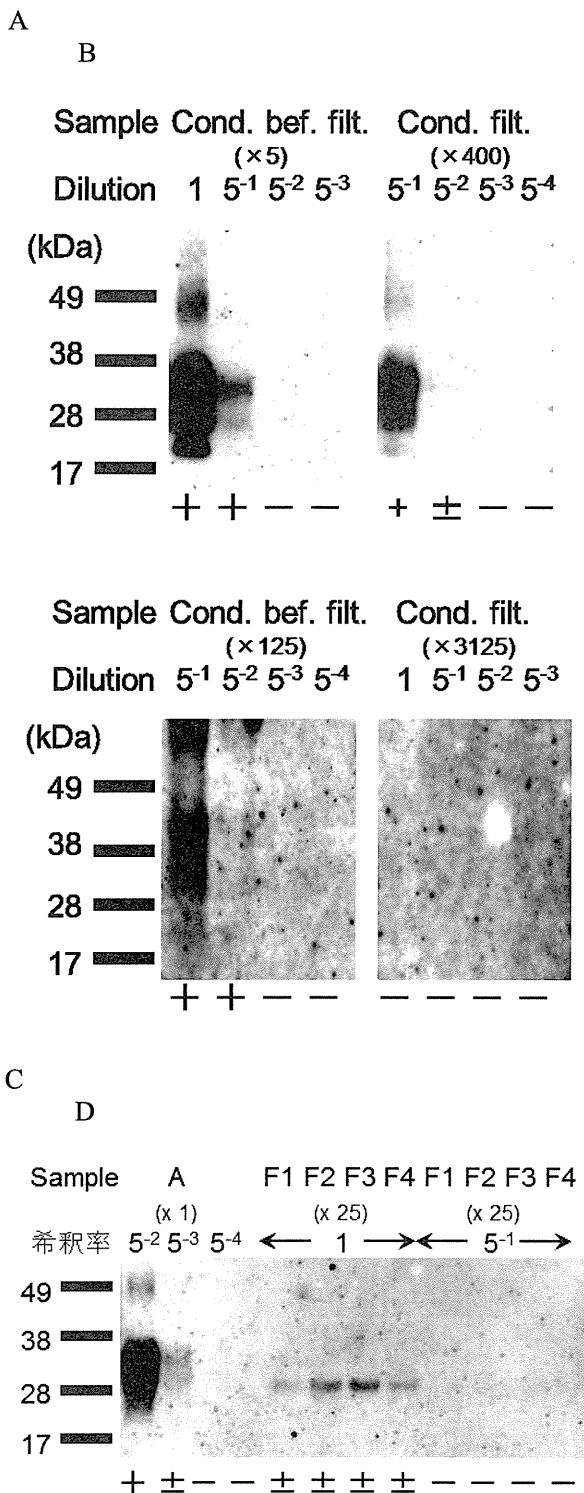 A
B
Sample Cond. bef. filt. Cond. filt.
(×5) (×400)
Dilution 1 5⁻¹ 5⁻² 5⁻³ 5⁻¹ 5⁻² 5⁻³ 5⁻⁴
(kDa)
49
38
28
17
+ + − − + ± − −
Sample Cond. bef. filt. Cond. filt.
(×125) (×3125)
Dilution 5⁻¹ 5⁻² 5⁻³ 5⁻⁴ 1 5⁻¹ 5⁻² 5⁻³
(kDa)
49
38
28
17
+ + − − − − − −
C
D
Sample A F1 F2 F3 F4 F1 F2 F3 F4
(x 1) (x 25) (x 25)
希釈率 5⁻² 5⁻³ 5⁻⁴ ← 1 →← 5⁻¹ →
49
38
28
17
+ ± − − ± ± ± ± − − − −